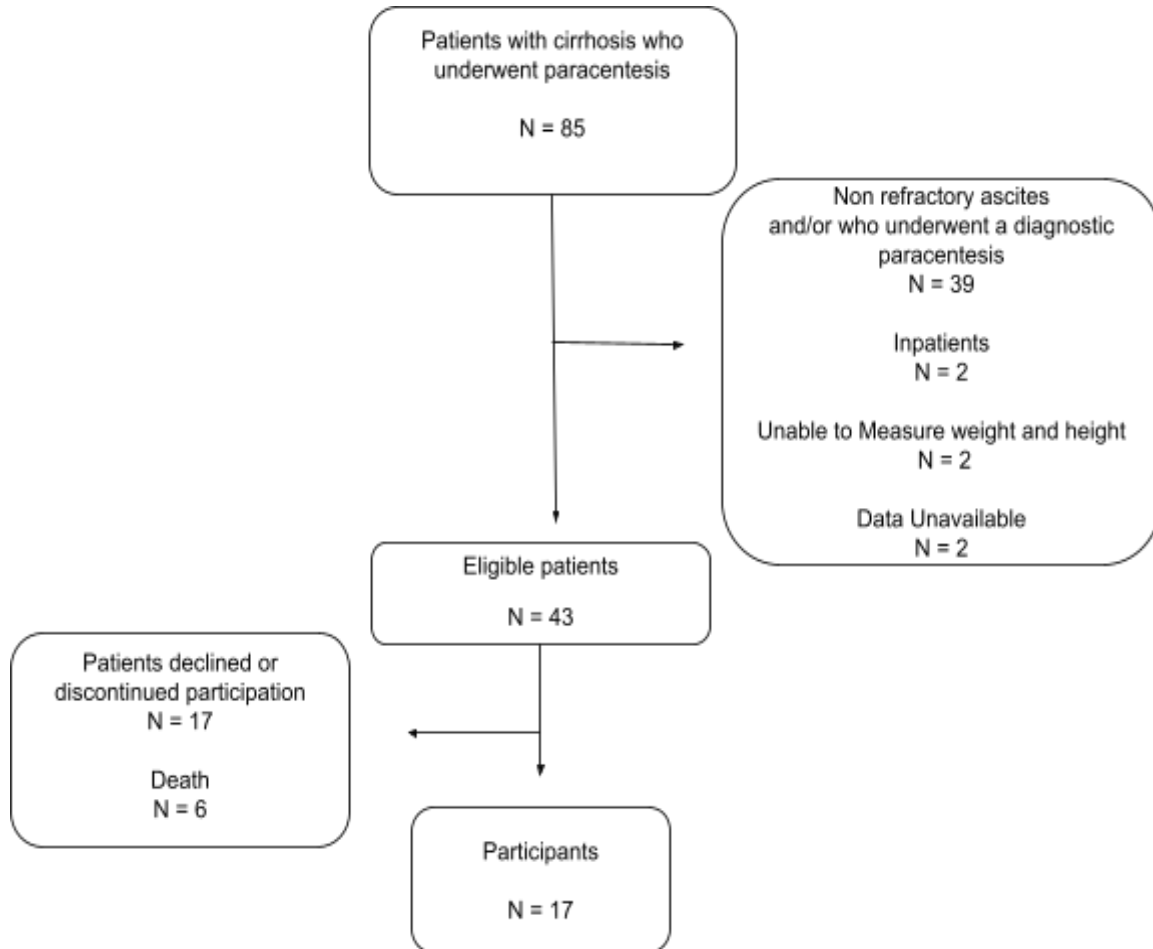 Patients with cirrhosis who
underwent paracentesis
N = 85
Non refractory ascites
and/or who underwent a diagnostic
paracentesis
N = 39
Inpatients
N = 2
Unable to Measure weight and height
N = 2
Data Unavailable
N = 2
Eligible patients
N = 43
Patients declined or
discontinued participation
N = 17
Death
N = 6
Participants
N = 17